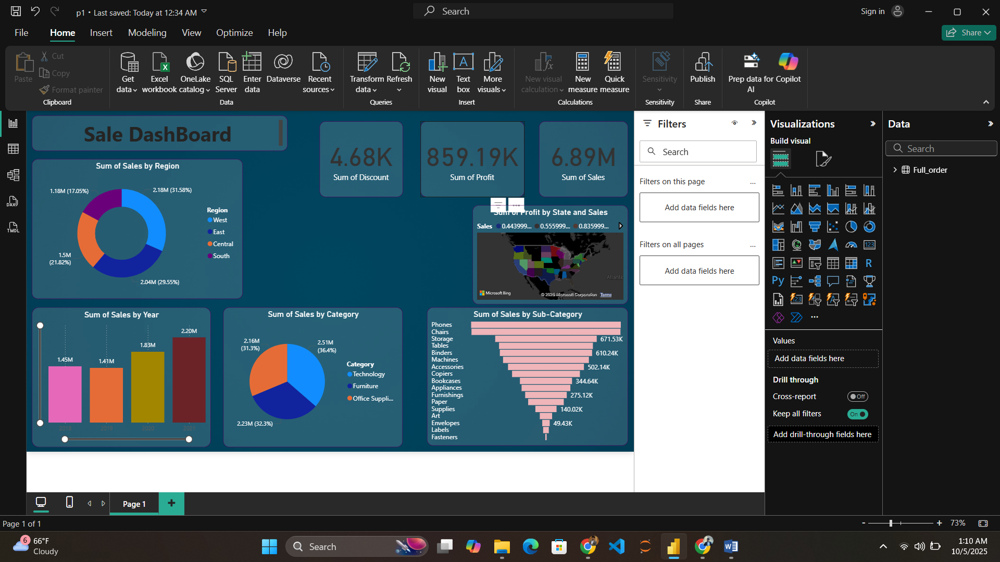 p1 • Last saved: Today at 12:34 AM
Search
Sign in
File
Home
Insert
Modeling
View
Optimize
Help
Share
Paste
Cut
Copy
Format painter
Clipboard
Get data
Excel workbook
OneLake catalog
SQL Server
Enter data
Dataverse
Recent sources
Data
Transform data
Refresh
Queries
New visual
Text box
More visuals
Insert
New visual calculation
New measure
Quick measure
Calculations
Sensitivity
Sensitivity
Publish
Share
Prep data for AI
Copilot
Copilot
DAX
TMDL
Sale DashBoard
4.68K
Sum of Discount
859.19K
Sum of Profit
6.89M
Sum of Sales
Sum of Sales by Region
1.18M (17.05%)
2.18M (31.58%)
1.5M
(21.82%)
2.04M (29.55%)
Region
West
East
Central
South
Sum of Profit by State and Sales
Sales
0.443999...
0.555999...
0.835999...
Atlantic
Microsoft Bing
© 2025 Microsoft Corporation
Terms
Sum of Sales by Year
1.45M
1.41M
1.83M
2.20M
2018
2019
2020
2021
Sum of Sales by Category
2.16M
(31.3%)
2.51M
(36.4%)
2.23M (32.3%)
Category
Technology
Furniture
Office Suppli...
Sum of Sales by Sub-Category
Phones
Chairs
Storage 671.53K
Tables
Binders 610.24K
Machines
Accessories 502.14K
Copiers
Bookcases 344.64K
Appliances
Furnishings 275.12K
Paper
Supplies 140.02K
Art
Envelopes 49.43K
Labels
Fasteners
Filters
Search
Filters on this page
...
Add data fields here
Filters on all pages
...
Add data fields here
Visualizations
Build visual
123
R
Py
123
Values
Add data fields here
Drill through
Cross-report
Off
Keep all filters
On
Add drill-through fields here
Data
Search
Full_order
Page 1
Page 1 of 1
- + 73%
6
66°F
Cloudy
Search
1:10 AM
10/5/2025